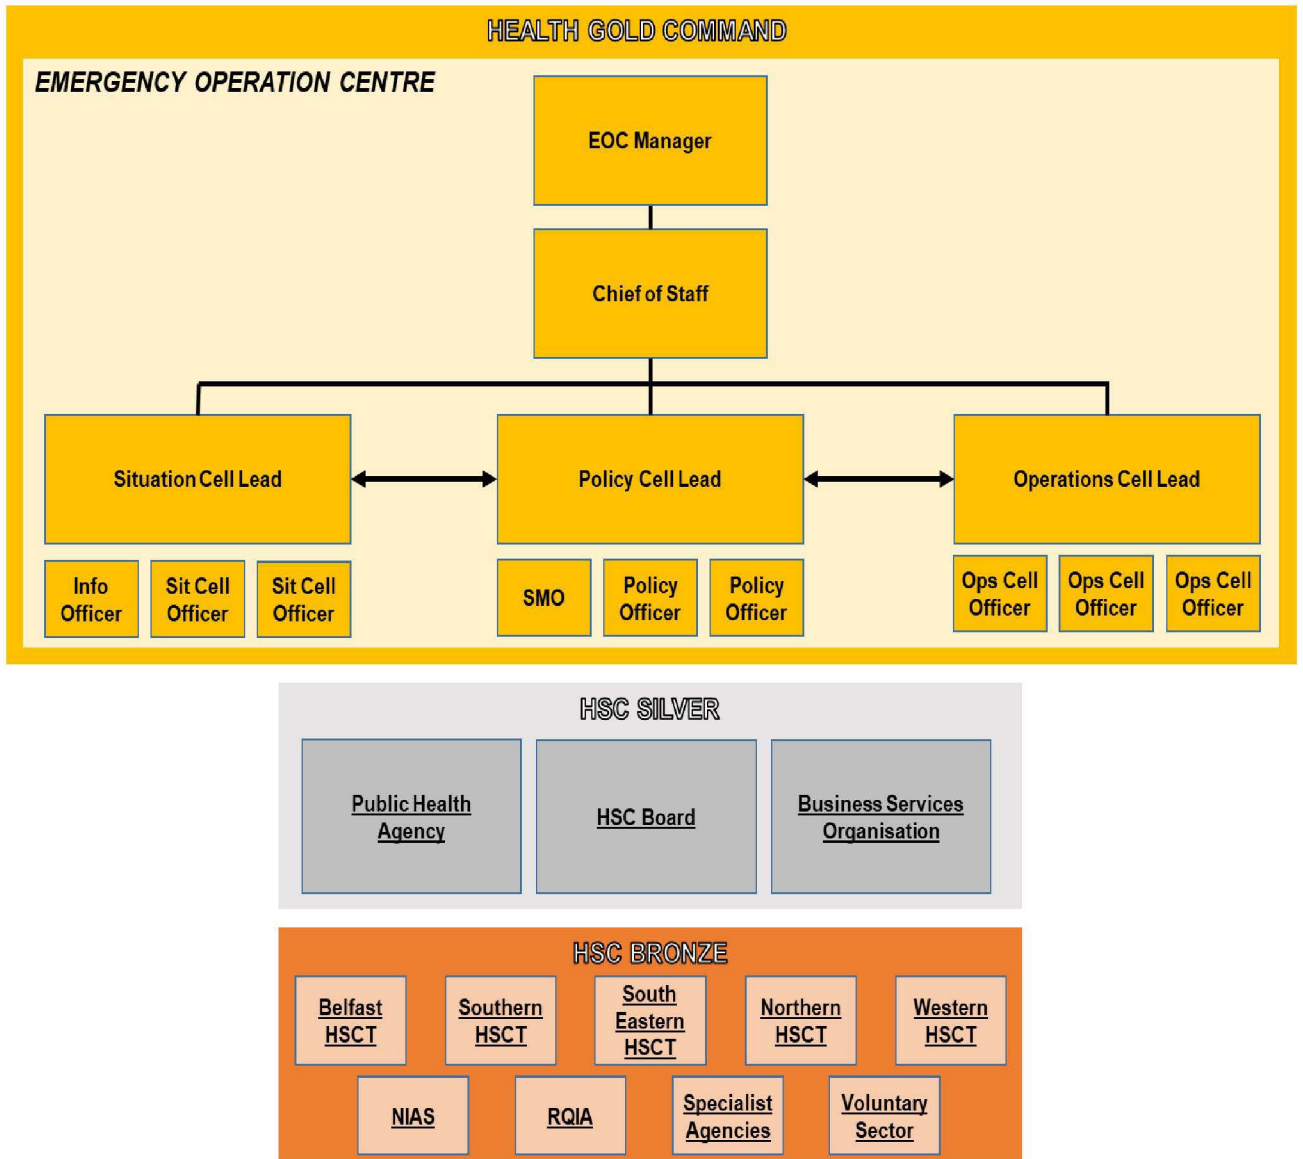 HEALTH GOLD COMMAND
EMERGENCY OPERATION CENTRE
EOC Manager
Chief of Staff
Situation Cell Lead
Policy Cell Lead
Operations Cell Lead
Info
Officer
Sit Cell
Officer
Sit Cell
Officer
SMO
Policy
Officer
Policy
Officer
Ops Cell
Officer
Ops Cell
Officer
Ops Cell
Officer
HSC SILVER
Public Health
Agency
HSC Board
Business Services
Organisation
HSC BRONZE
Belfast
HSCT
Southern
HSCT
South
Eastern
HSCT
Northern
HSCT
Western
HSCT
NIAS
RQIA
Specialist
Agencies
Voluntary
Sector